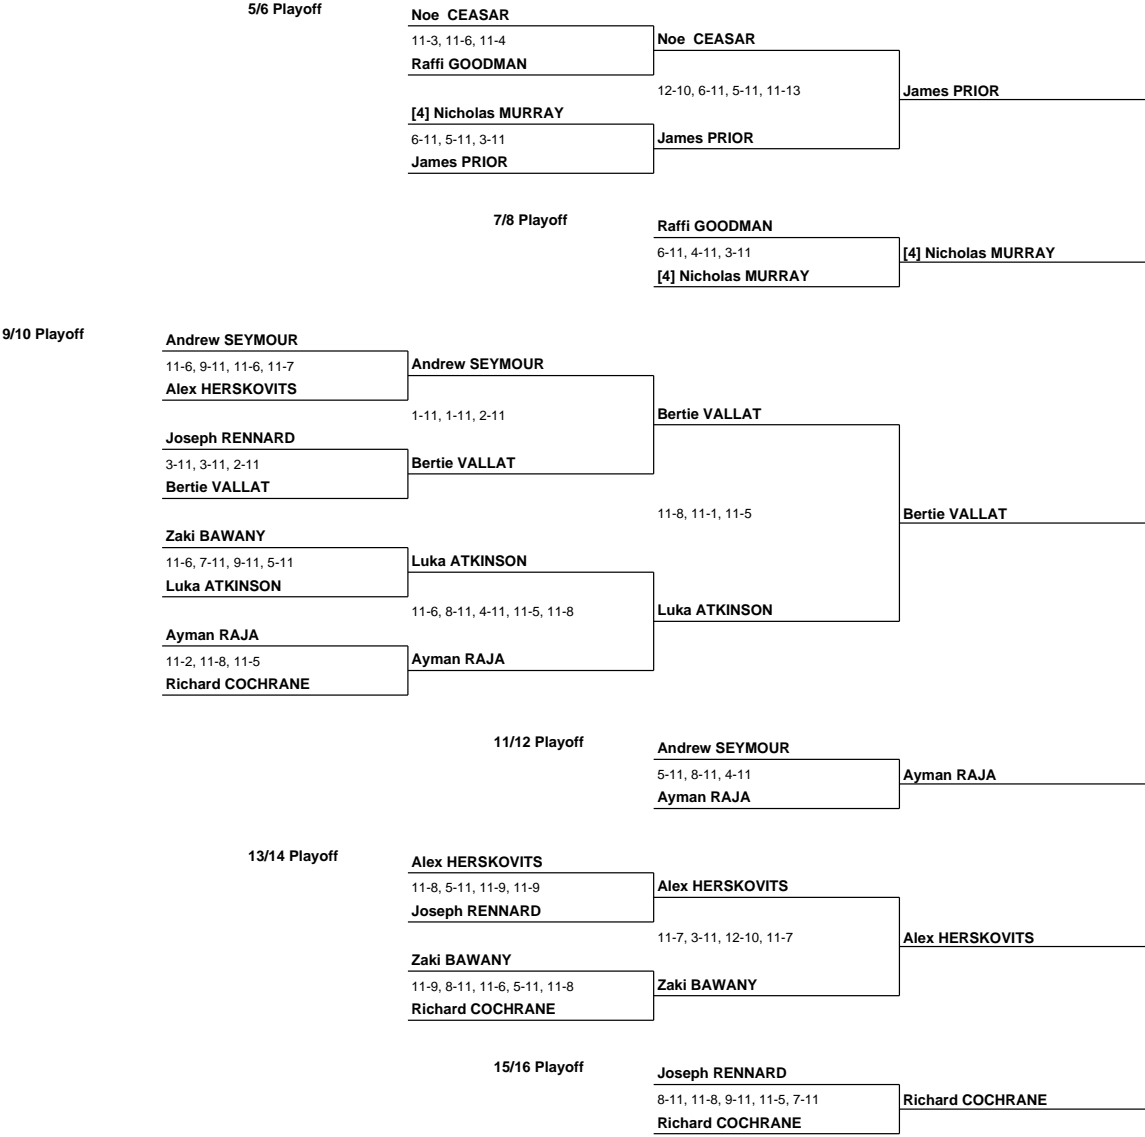 5/6 Playoff
Noe CEASAR
11-3, 11-6, 11-4
Noe CEASAR
Raffi GOODMAN
12-10, 6-11, 5-11, 11-13
James PRIOR
[4] Nicholas MURRAY
6-11, 5-11, 3-11
James PRIOR
James PRIOR
7/8 Playoff
Raffi GOODMAN
6-11, 4-11, 3-11
[4] Nicholas MURRAY
[4] Nicholas MURRAY
9/10 Playoff
Andrew SEYMOUR
11-6, 9-11, 11-6, 11-7
Andrew SEYMOUR
Alex HERSKOVITS
1-11, 1-11, 2-11
Bertie VALLAT
Joseph RENNARD
3-11, 3-11, 2-11
Bertie VALLAT
Bertie VALLAT
11-8, 11-1, 11-5
Bertie VALLAT
Zaki BAWANY
11-6, 7-11, 9-11, 5-11
Luka ATKINSON
Luka ATKINSON
11-6, 8-11, 4-11, 11-5, 11-8
Luka ATKINSON
Ayman RAJA
11-2, 11-8, 11-5
Ayman RAJA
Richard COCHRANE
11/12 Playoff
Andrew SEYMOUR
5-11, 8-11, 4-11
Ayman RAJA
Ayman RAJA
13/14 Playoff
Alex HERSKOVITS
11-8, 5-11, 11-9, 11-9
Alex HERSKOVITS
Joseph RENNARD
11-7, 3-11, 12-10, 11-7
Alex HERSKOVITS
Zaki BAWANY
11-9, 8-11, 11-6, 5-11, 11-8
Zaki BAWANY
Richard COCHRANE
15/16 Playoff
Joseph RENNARD
8-11, 11-8, 9-11, 11-5, 7-11
Richard COCHRANE
Richard COCHRANE